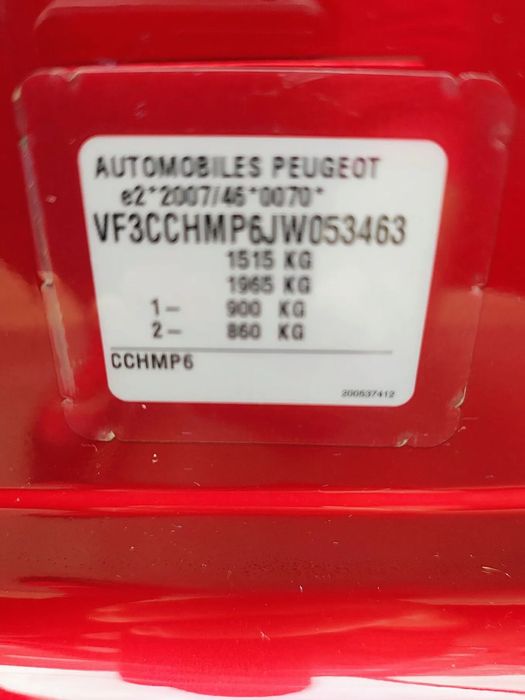 AUTOMOBILES PEUGEOT
e2*2007/46*0070*
VF3CCHMP6JW053463
1515 KG
1965 KG
1- 900 KG
2- 860 KG
CCHMP6
200537412